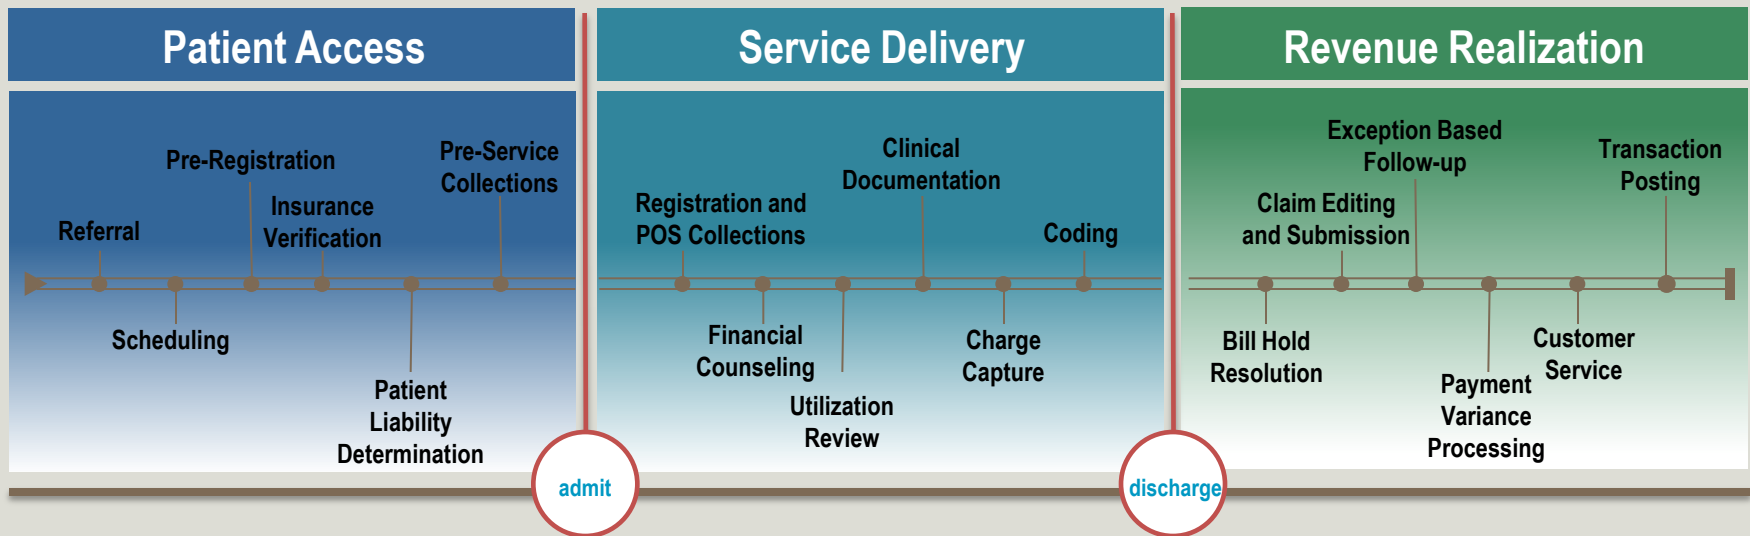 Patient Access
Service Delivery
Revenue Realization
Referral
Scheduling
Pre-Registration
Insurance
Verification
Patient
Liability
Determination
Pre-Service
Collections
admit
Registration and
POS Collections
Financial
Counseling
Utilization
Review
Clinical
Documentation
Charge
Capture
Coding
discharge
Bill Hold
Resolution
Claim Editing
and Submission
Exception Based
Follow-up
Payment
Variance
Processing
Customer
Service
Transaction
Posting